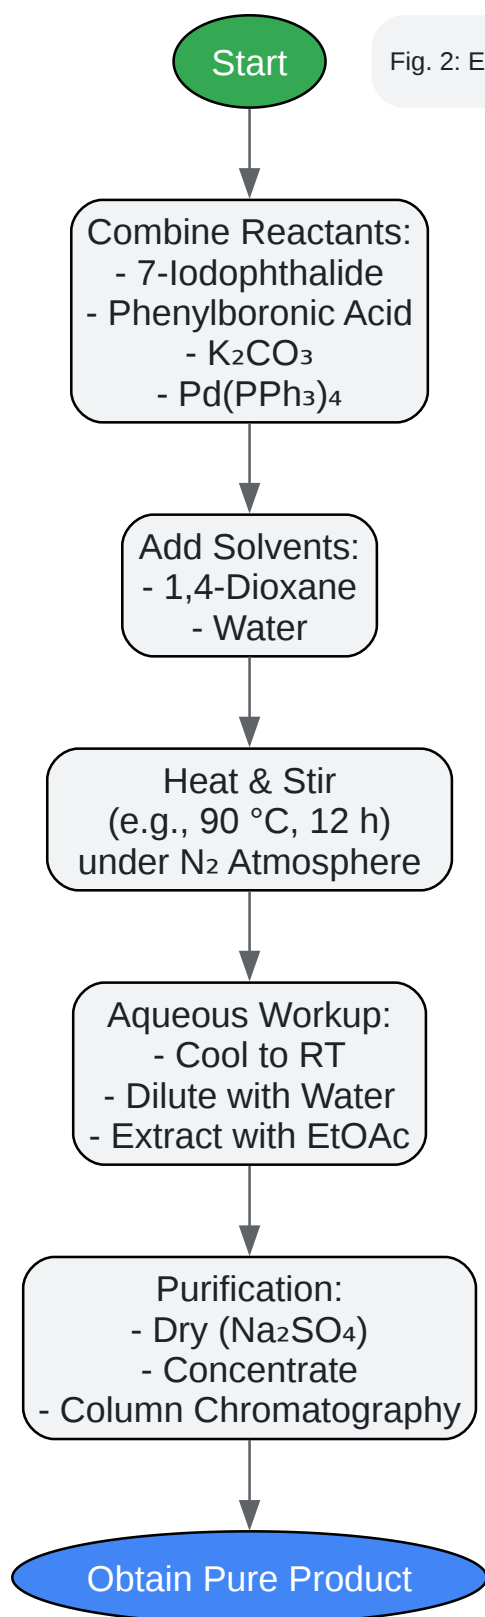 Start
Fig. 2: E
Combine Reactants:
- 7-Iodophthalide
- Phenylboronic Acid
- K₂CO₃
- Pd(PPh₃)₄
Add Solvents:
- 1,4-Dioxane
- Water
Heat & Stir
(e.g., 90 °C, 12 h)
under N₂ Atmosphere
Aqueous Workup:
- Cool to RT
- Dilute with Water
- Extract with EtOAc
Purification:
- Dry (Na₂SO₄)
- Concentrate
- Column Chromatography
Obtain Pure Product